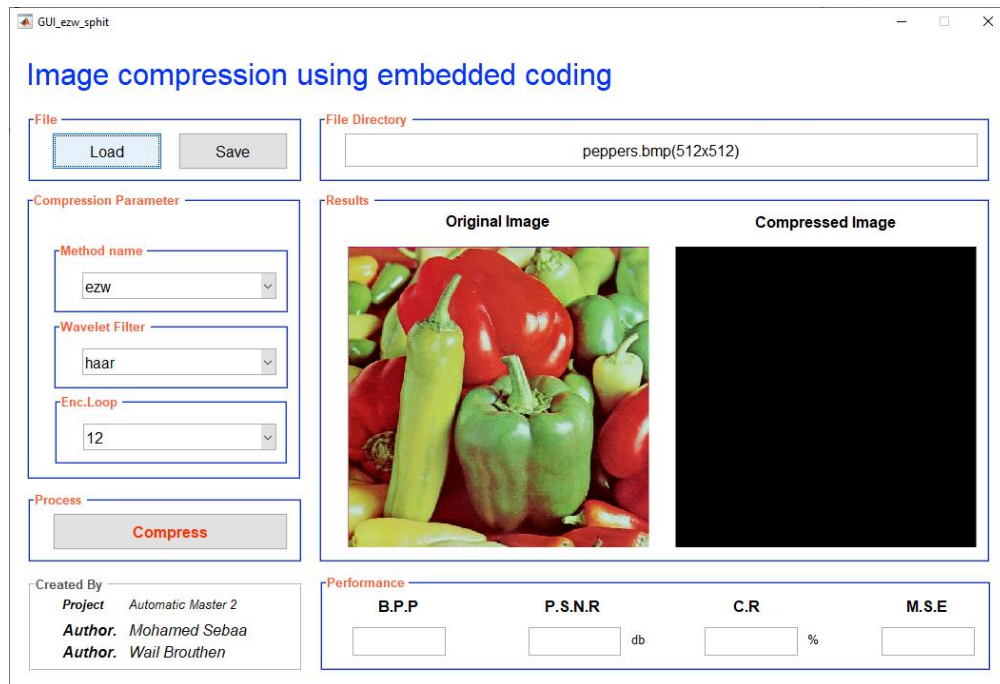 GUI_ezw_sphit
Image compression using embedded coding
File
Load Save
File Directory
peppers.bmp(512x512)
Compression Parameter
Method name
ezw
Wavelet Filter
haar
Enc.Loop
12
Process
Compress
Results
Original Image Compressed Image
Created By
Project Automatic Master 2
Author. Mohamed Sebaa
Author. Wail Brouthen
Performance
B.P.P P.S.N.R C.R M.S.E
db %